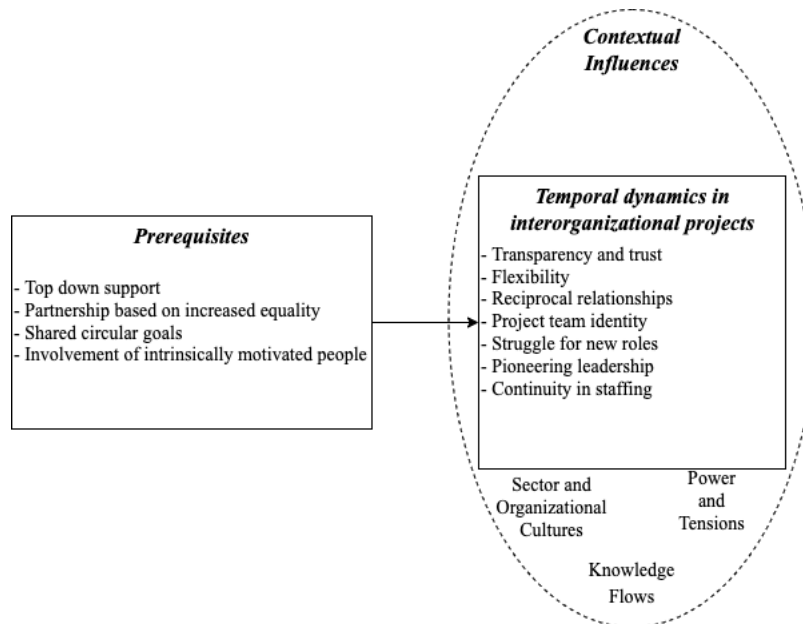 Contextual
Influences
Temporal dynamics in
interorganizational projects
- Transparency and trust
- Flexibility
- Reciprocal relationships
- Project team identity
- Struggle for new roles
- Pioneering leadership
- Continuity in staffing
Prerequisites
- Top down support
- Partnership based on increased equality
- Shared circular goals
- Involvement of intrinsically motivated people
Sector and
Organizational
Cultures
Power
and
Tensions
Knowledge
Flows